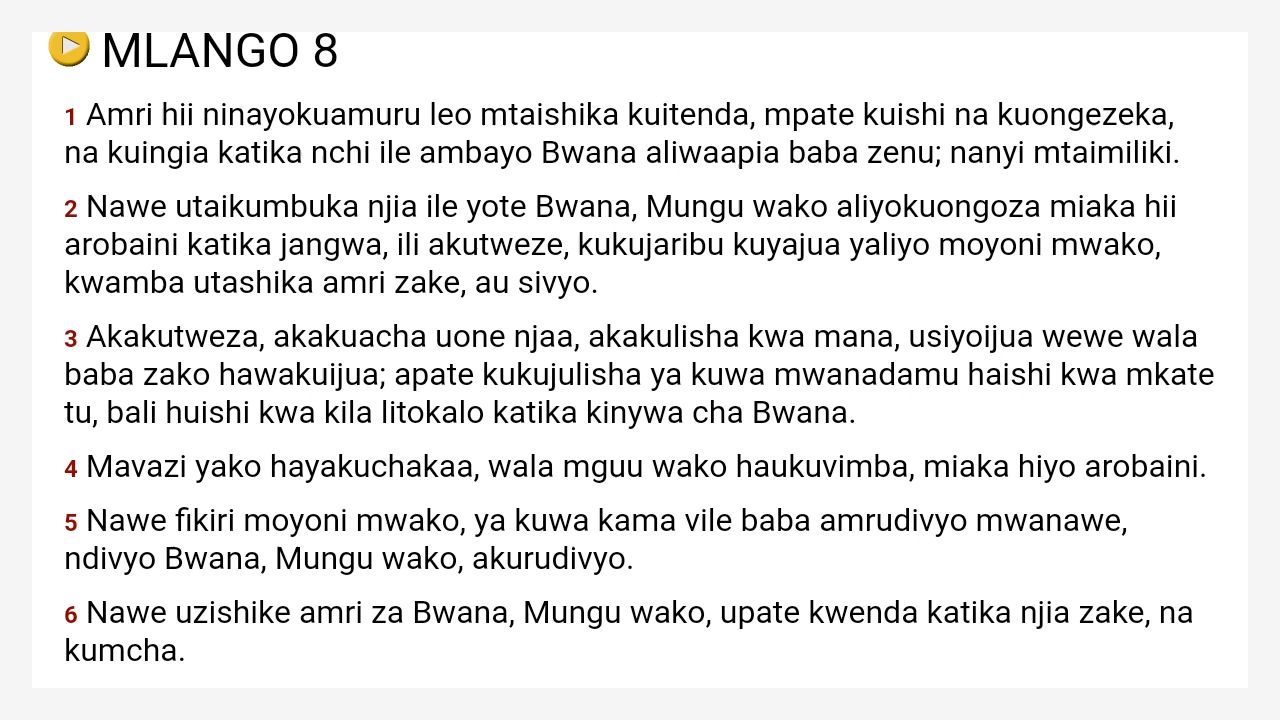 MLANGO 8
1 Amri hii ninayokuamuru leo mtaishika kuitenda, mpate kuishi na kuongezeka,
na kuingia katika nchi ile ambayo Bwana aliwaapia baba zenu; nanyi mtaimiliki.
2 Nawe utaikumbuka njia ile yote Bwana, Mungu wako aliyokuongoza miaka hii
arobaini katika jangwa, ili akutweze, kukujaribu kuyajua yaliyo moyoni mwako,
kwamba utashika amri zake, au sivyo.
3 Akakutweza, akakuacha uone njaa, akakulisha kwa mana, usiyoijua wewe wala
baba zako hawakuijua; apate kukujulisha ya kuwa mwanadamu haishi kwa mkate
tu, bali huishi kwa kila litokalo katika kinywa cha Bwana.
4 Mavazi yako hayakuchakaa, wala mguu wako haukuvimba, miaka hiyo arobaini.
5 Nawe fikiri moyoni mwako, ya kuwa kama vile baba amrudivyo mwanawe,
ndivyo Bwana, Mungu wako, akurudivyo.
6 Nawe uzishike amri za Bwana, Mungu wako, upate kwenda katika njia zake, na
kumcha.